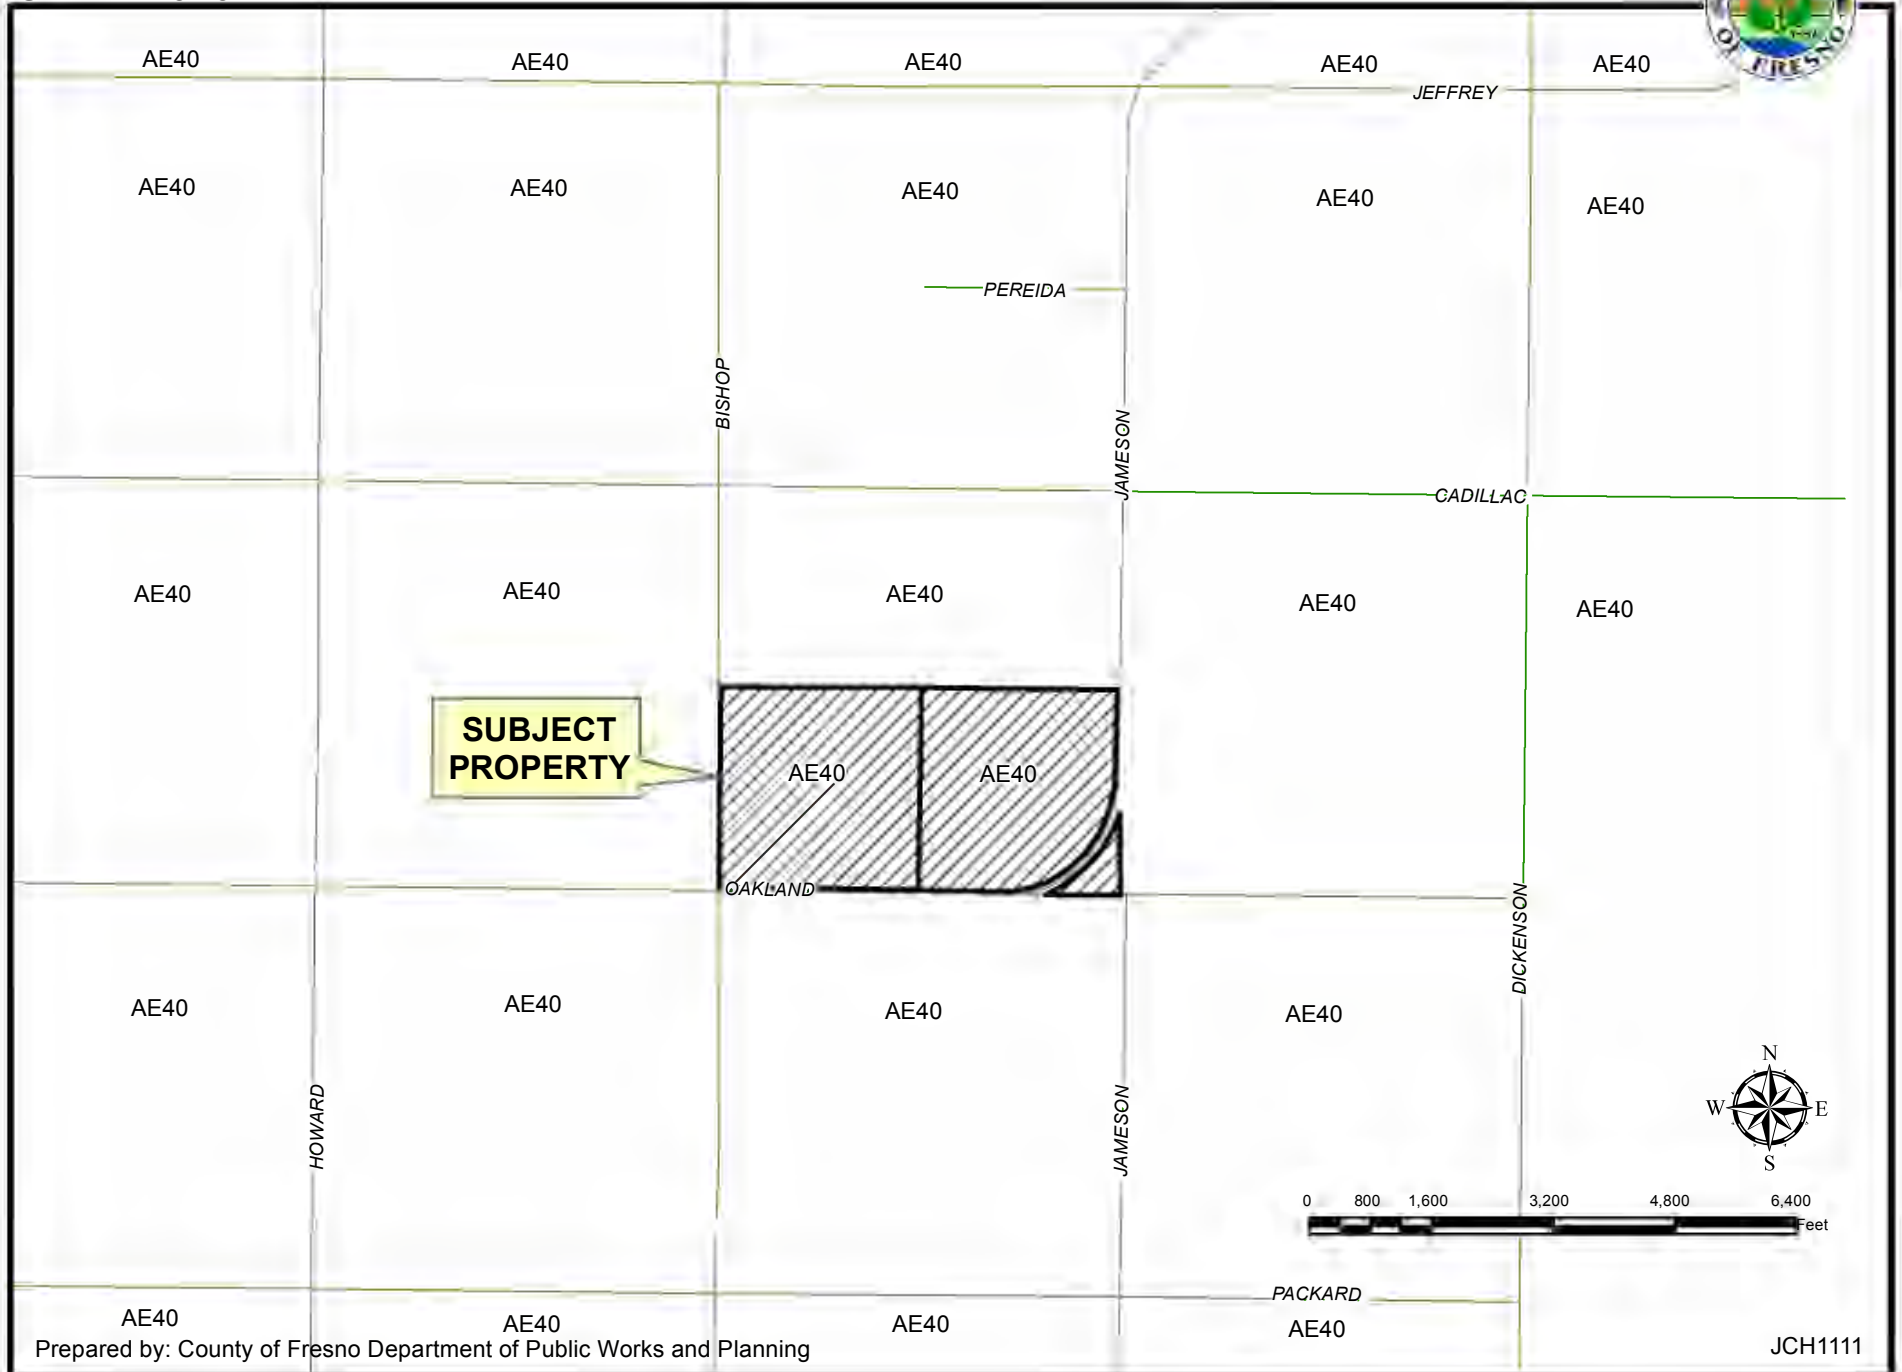 OF FRESNO
AE40 AE40 AE40 AE40 AE40
JEFFREY
AE40 AE40 AE40 AE40 AE40
PEREIDA
BISHOP
JAMESON
CADILLAC
AE40 AE40 AE40 AE40 AE40
SUBJECT
PROPERTY
AE40 AE40
OAKLAND
DICKENSON
AE40 AE40 AE40 AE40
HOWARD
JAMESON
N
W E
S
0 800 1,600 3,200 4,800 6,400
Feet
PACKARD
AE40 AE40 AE40 AE40
Prepared by: County of Fresno Department of Public Works and Planning
JCH1111